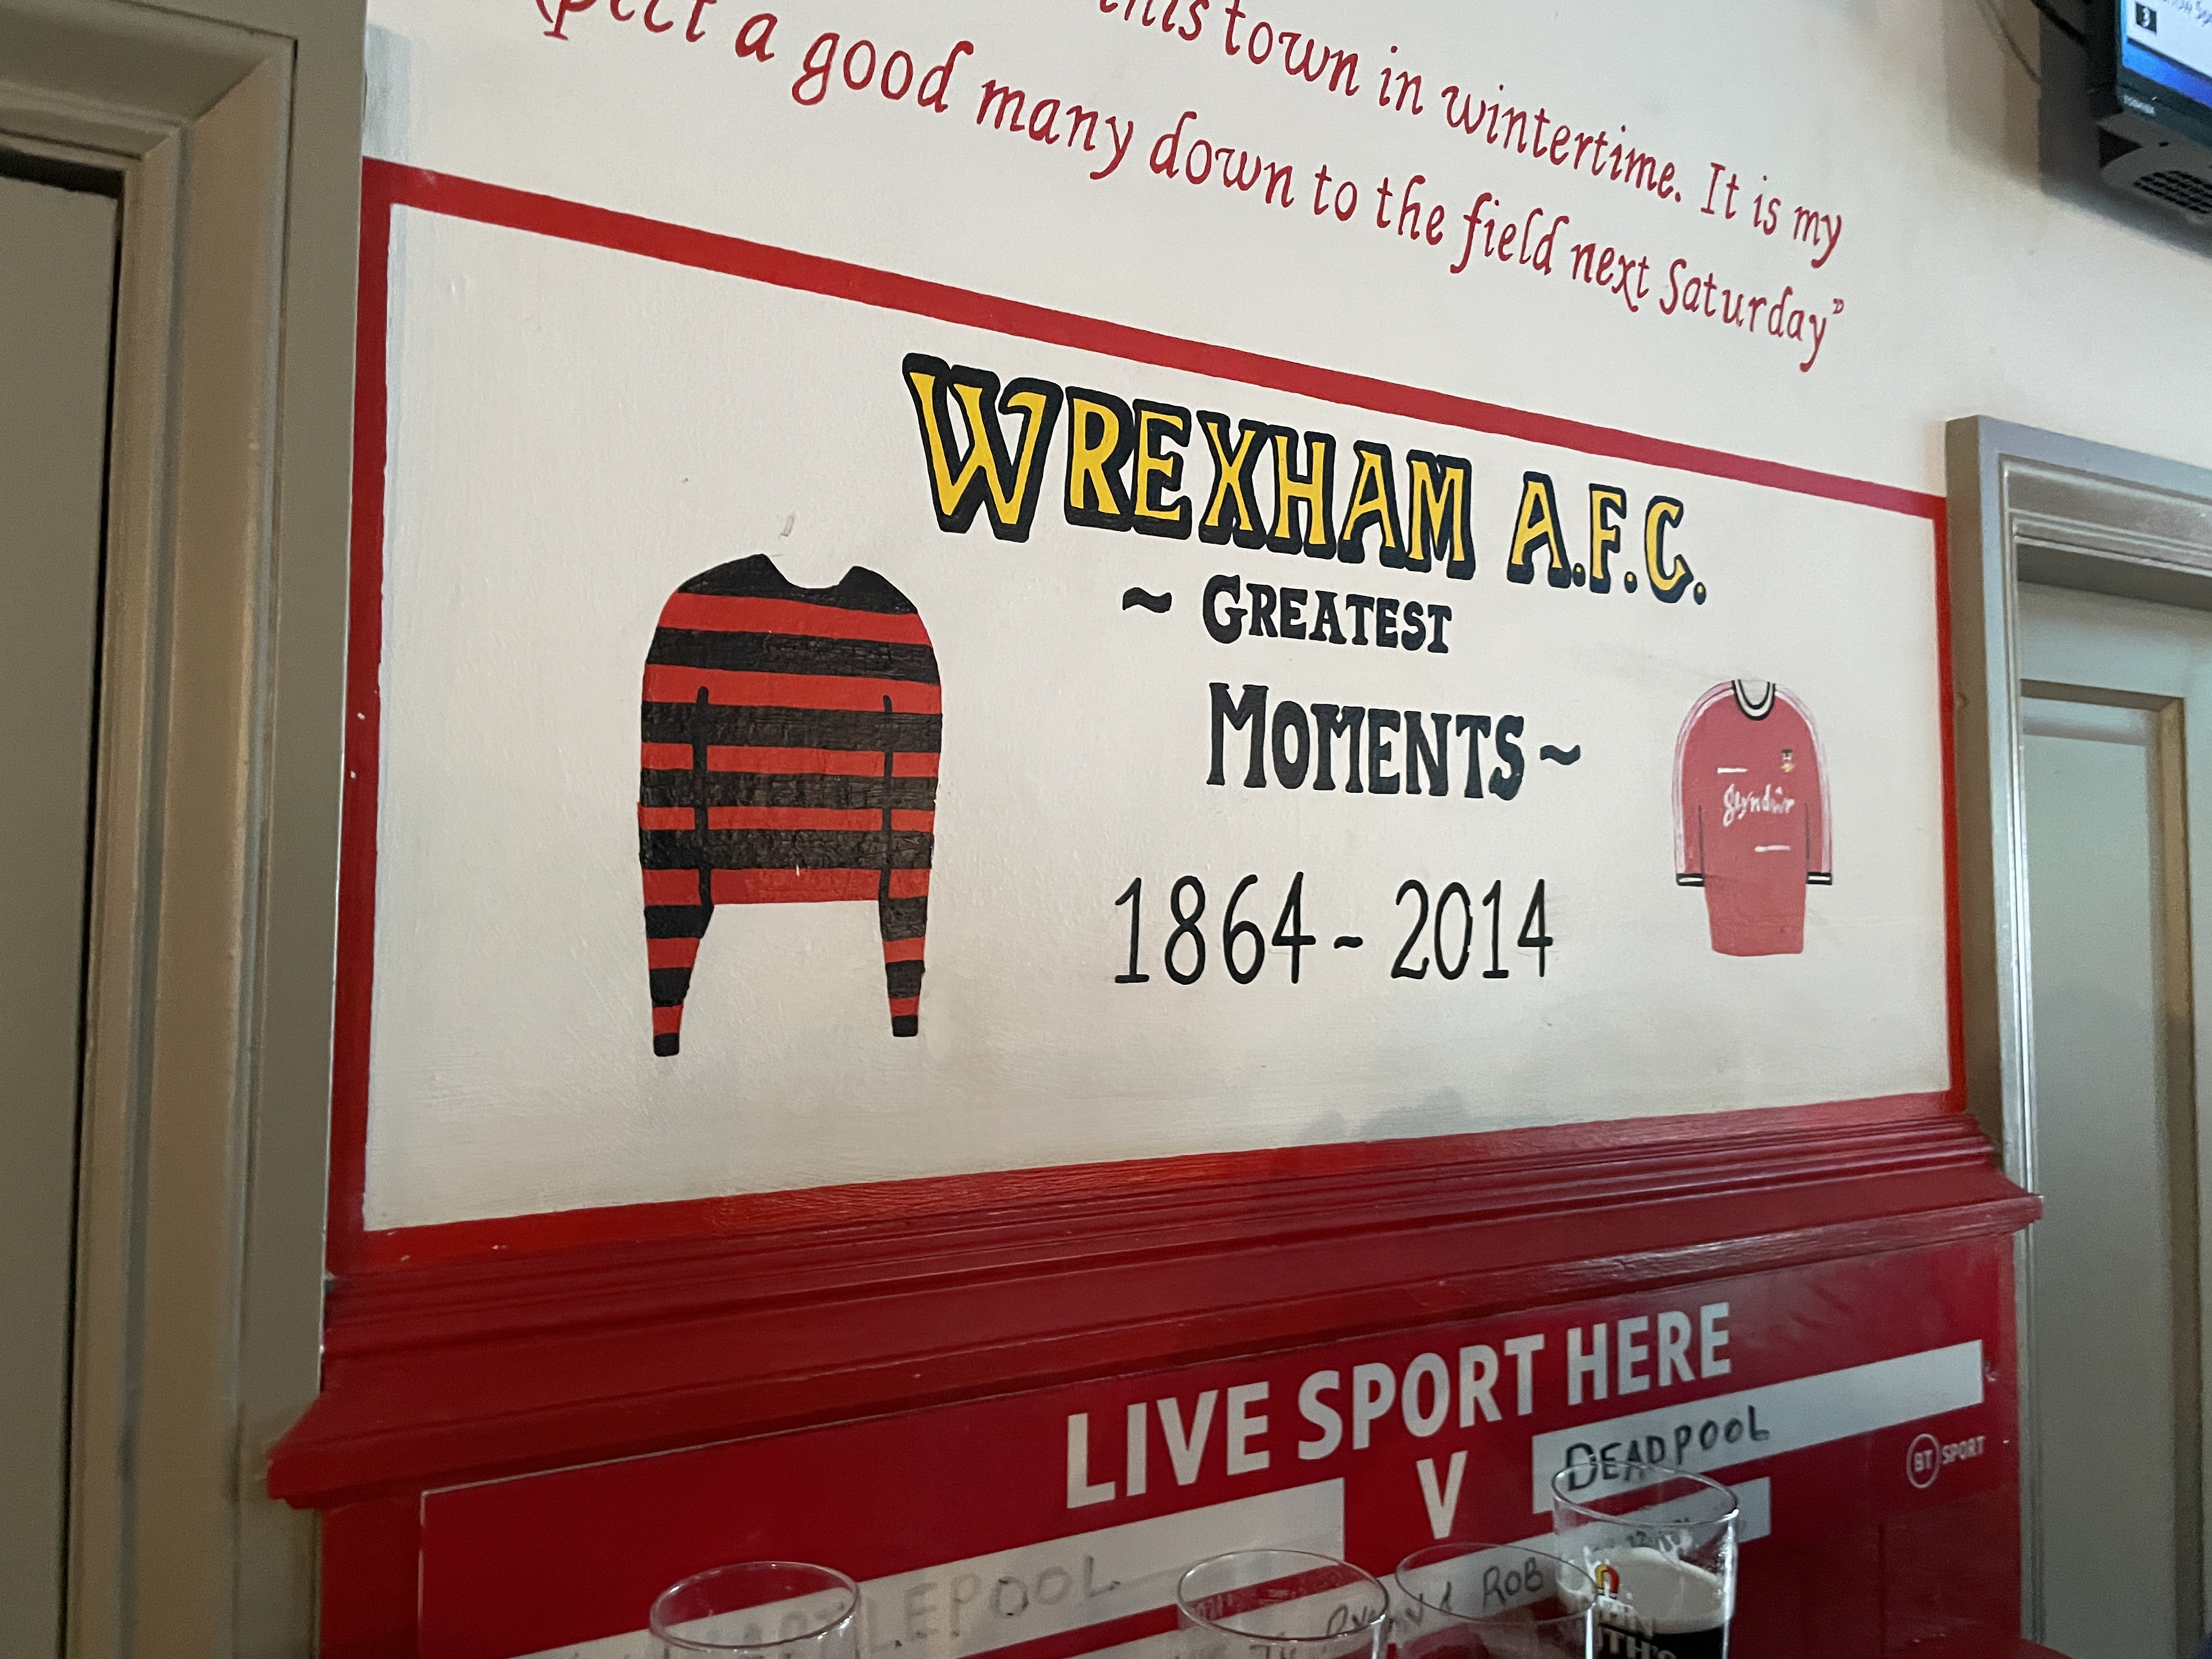 this town in wintertime. It is my
a good many down to the field next Saturday”
WREXHAM A.F.C.
~ GREATEST
MOMENTS ~
glyndŵr
1864 - 2014
LIVE SPORT HERE
V
DEADPOOL
BT SPORT
LEPOOL
ROB